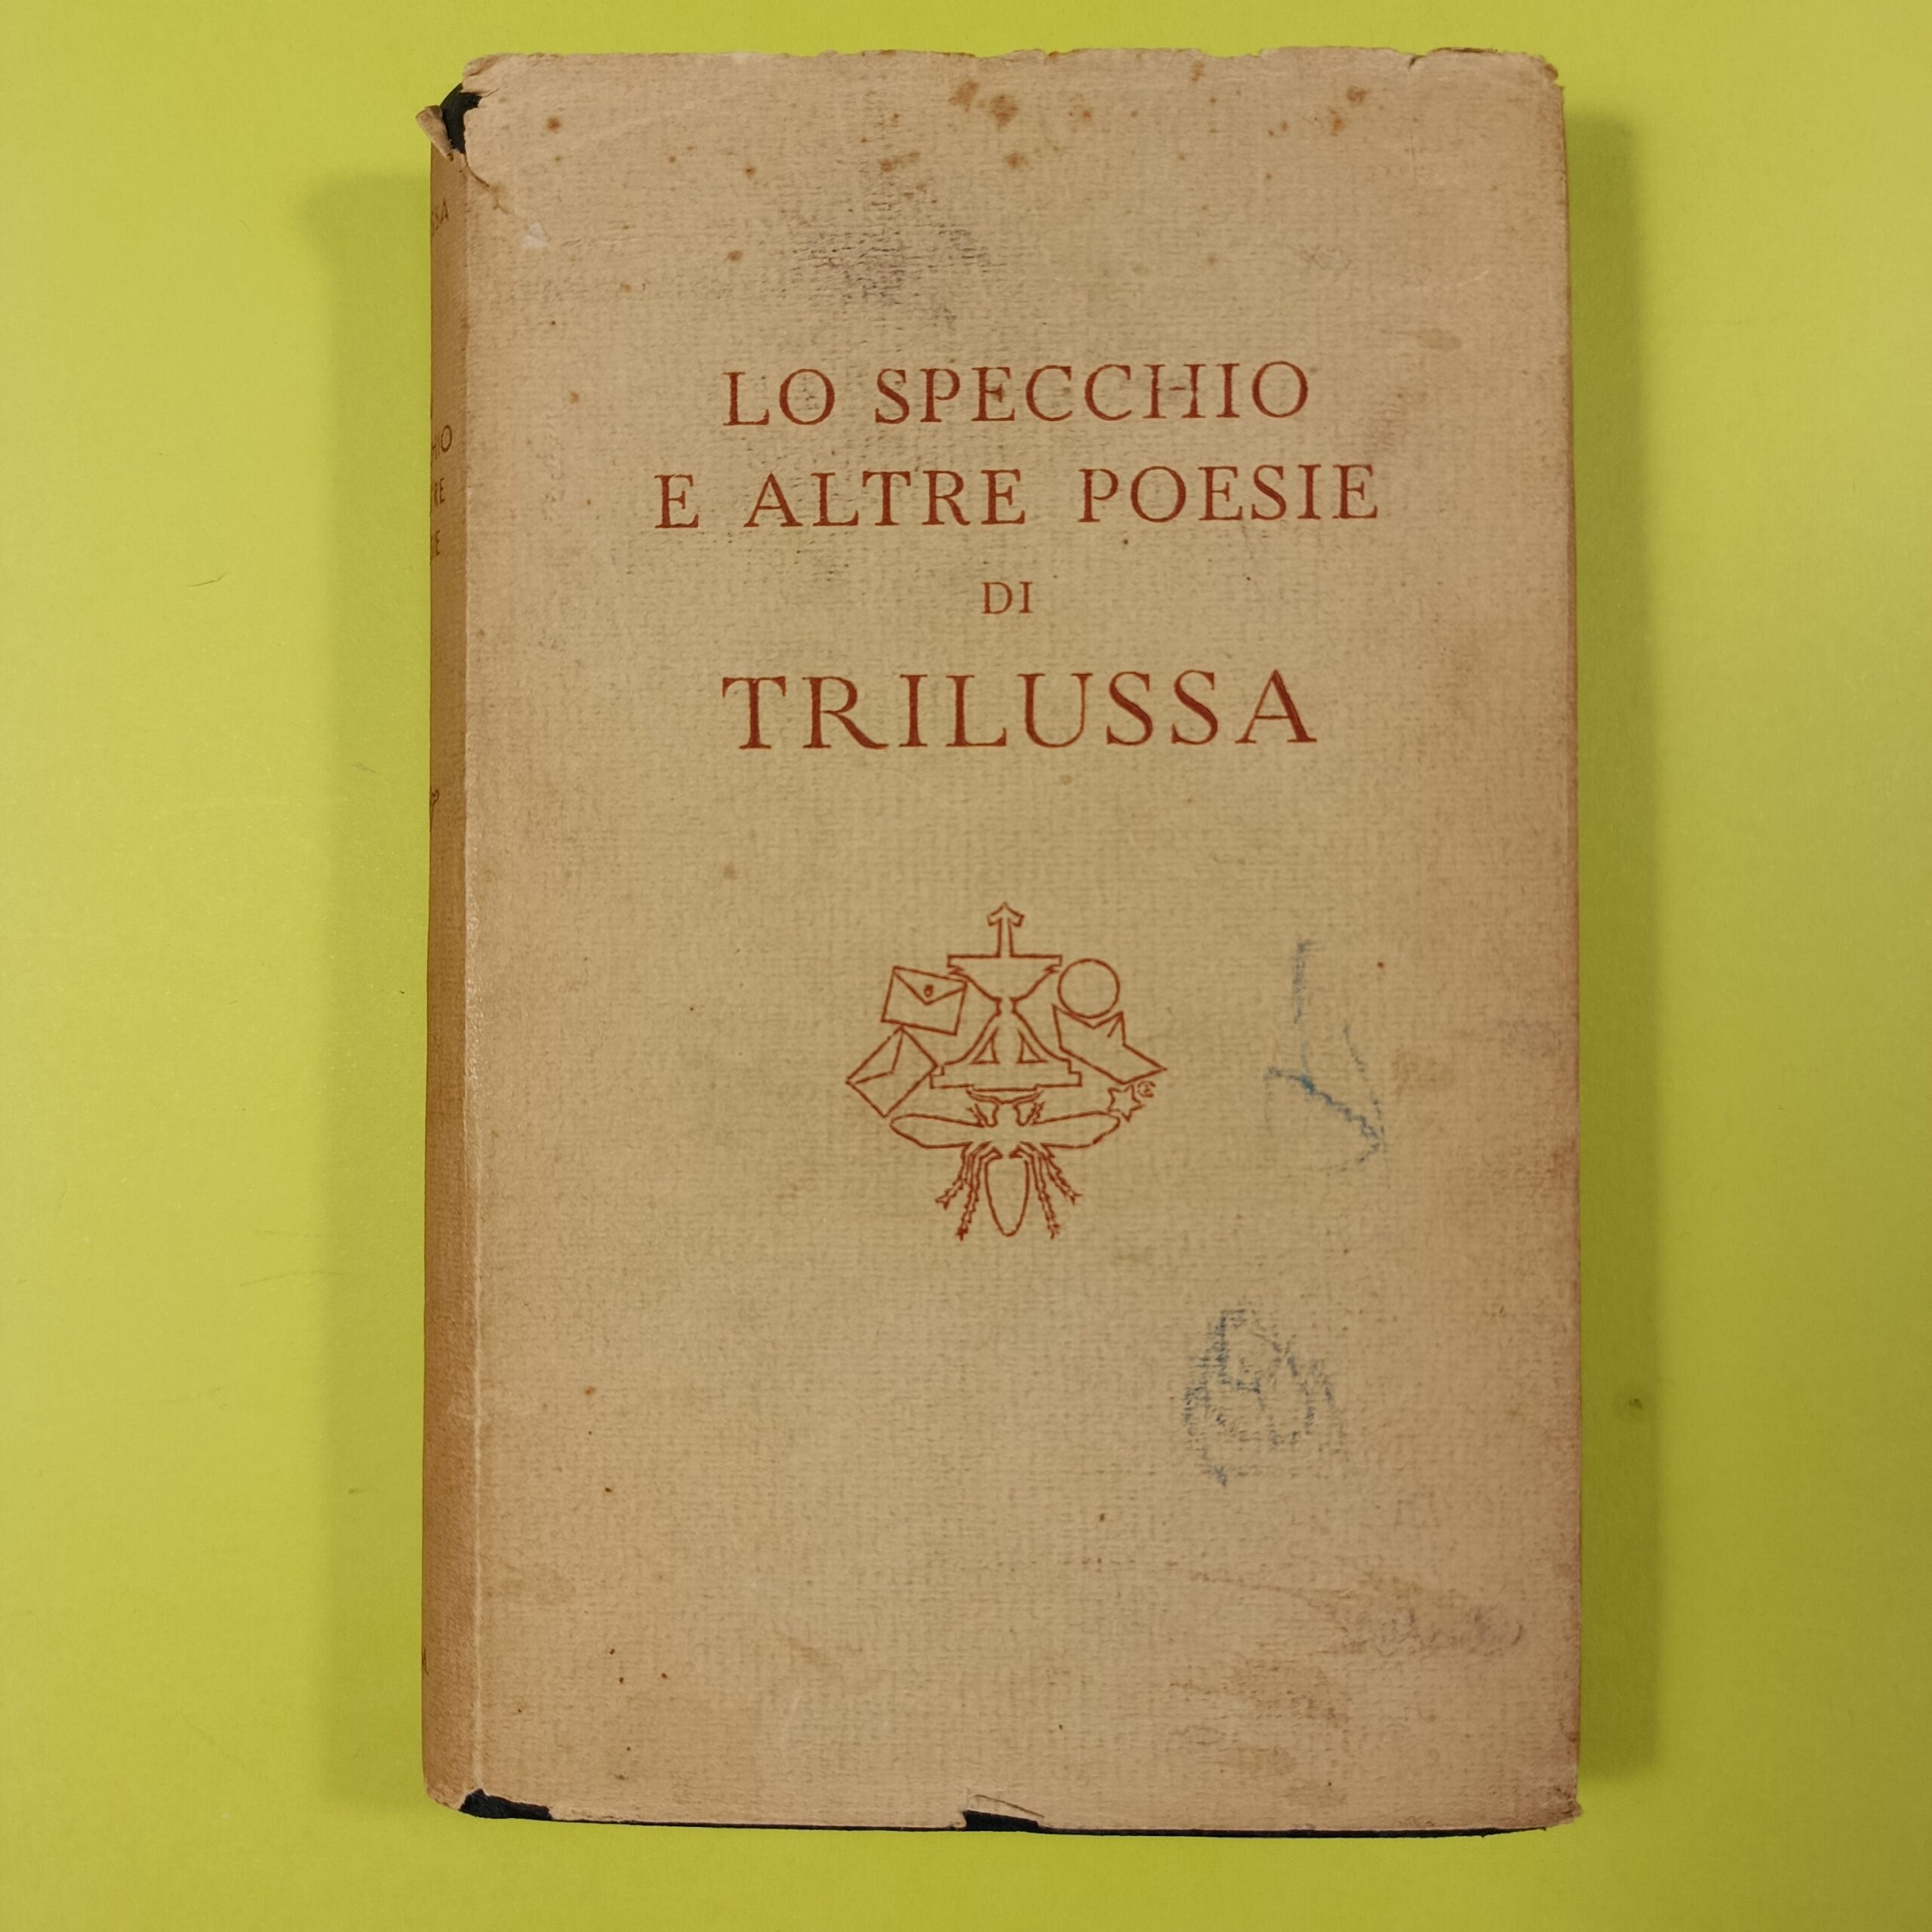 LO SPECCHIO
E ALTRE POESIE
DI
TRILUSSA